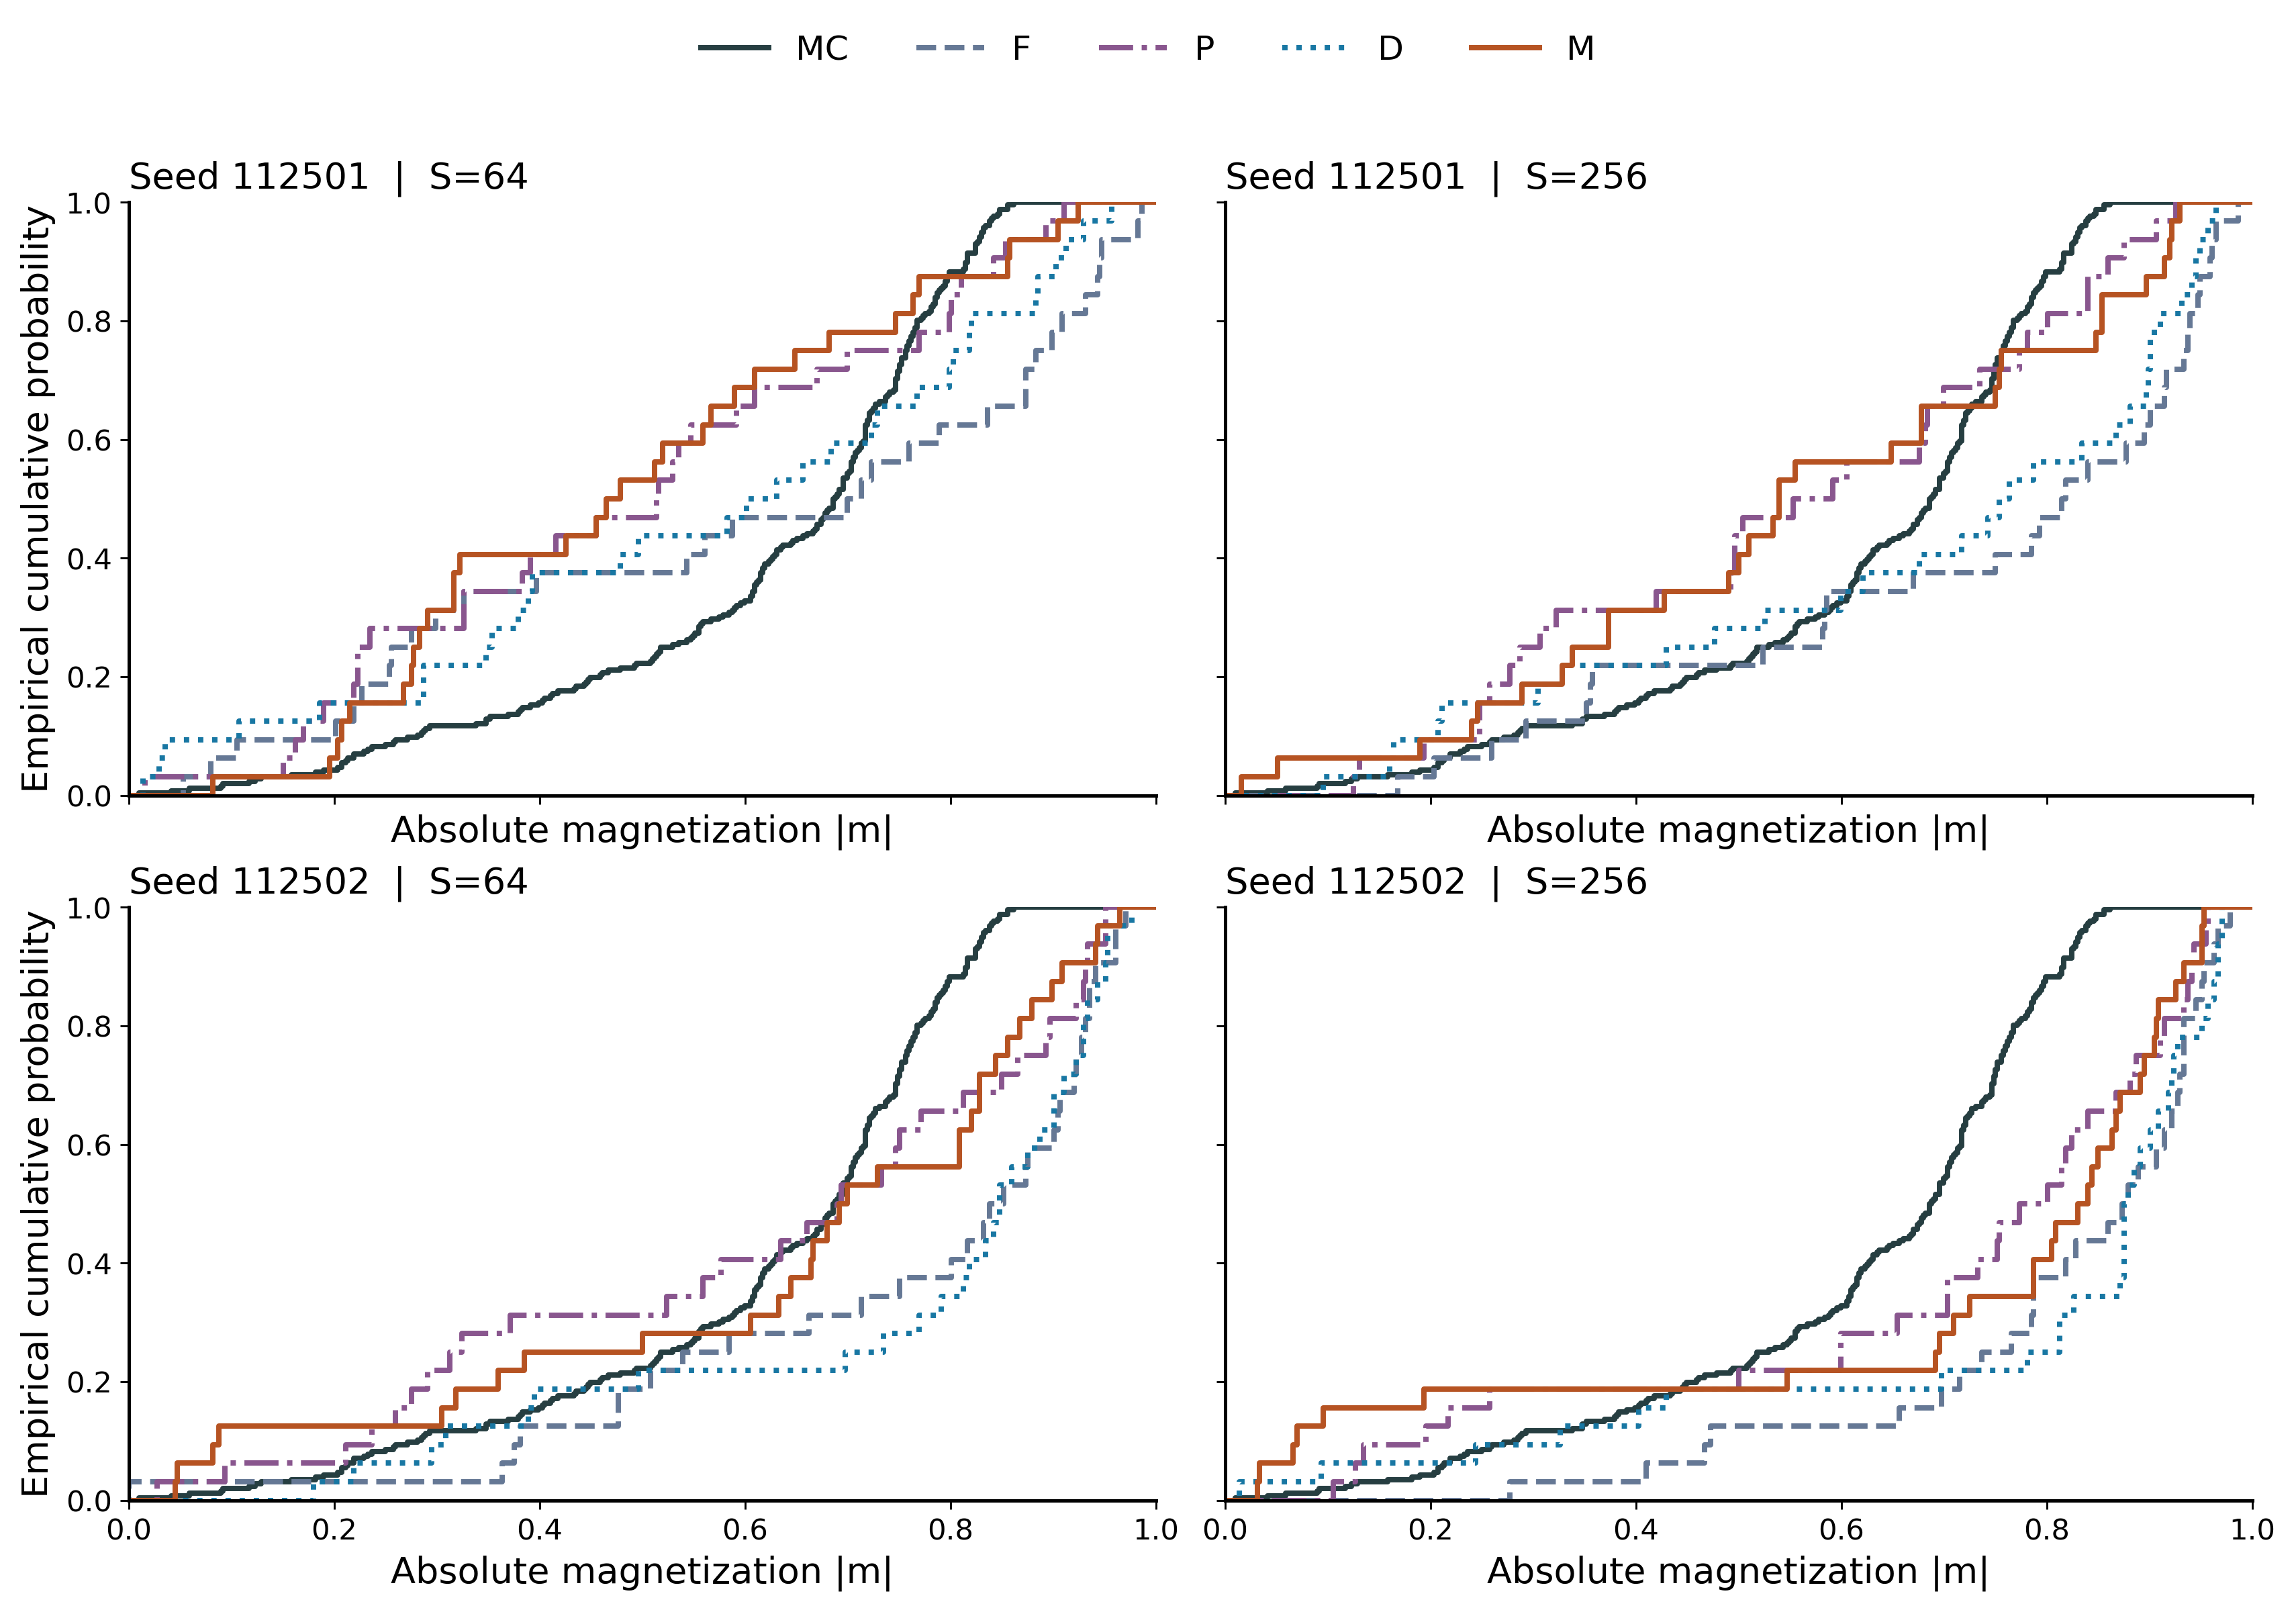 MC F P D M
Seed 112501 | S=64
Seed 112501 | S=256
Empirical cumulative probability
1.0
0.8
0.6
0.4
0.2
0.0
Absolute magnetization |m|
Absolute magnetization |m|
Seed 112502 | S=64
Seed 112502 | S=256
Empirical cumulative probability
1.0
0.8
0.6
0.4
0.2
0.0
0.0 0.2 0.4 0.6 0.8 1.0
0.0 0.2 0.4 0.6 0.8 1.0
Absolute magnetization |m|
Absolute magnetization |m|